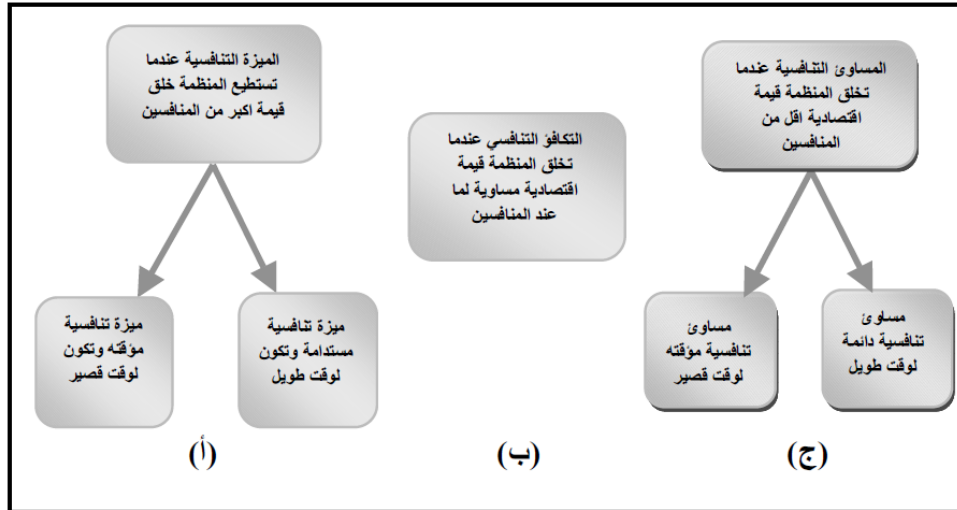 الميزة التنافسية عندما
تستطيع المنظمة خلق
قيمة اكبر من المنافسين
ميزة تنافسية
مؤقته وتكون
لوقت قصير
ميزة تنافسية
مستدامة وتكون
لوقت طويل
(أ)
التكافؤ التنافسي عندما
تخلق المنظمة قيمة
اقتصادية مساوية لما
عند المنافسين
(ب)
المساوئ التنافسية عندما
تخلق المنظمة قيمة
اقتصادية اقل من
المنافسين
مساوئ
تنافسية مؤقته
لوقت قصير
مساوئ
تنافسية دائمة
لوقت طويل
(ج)